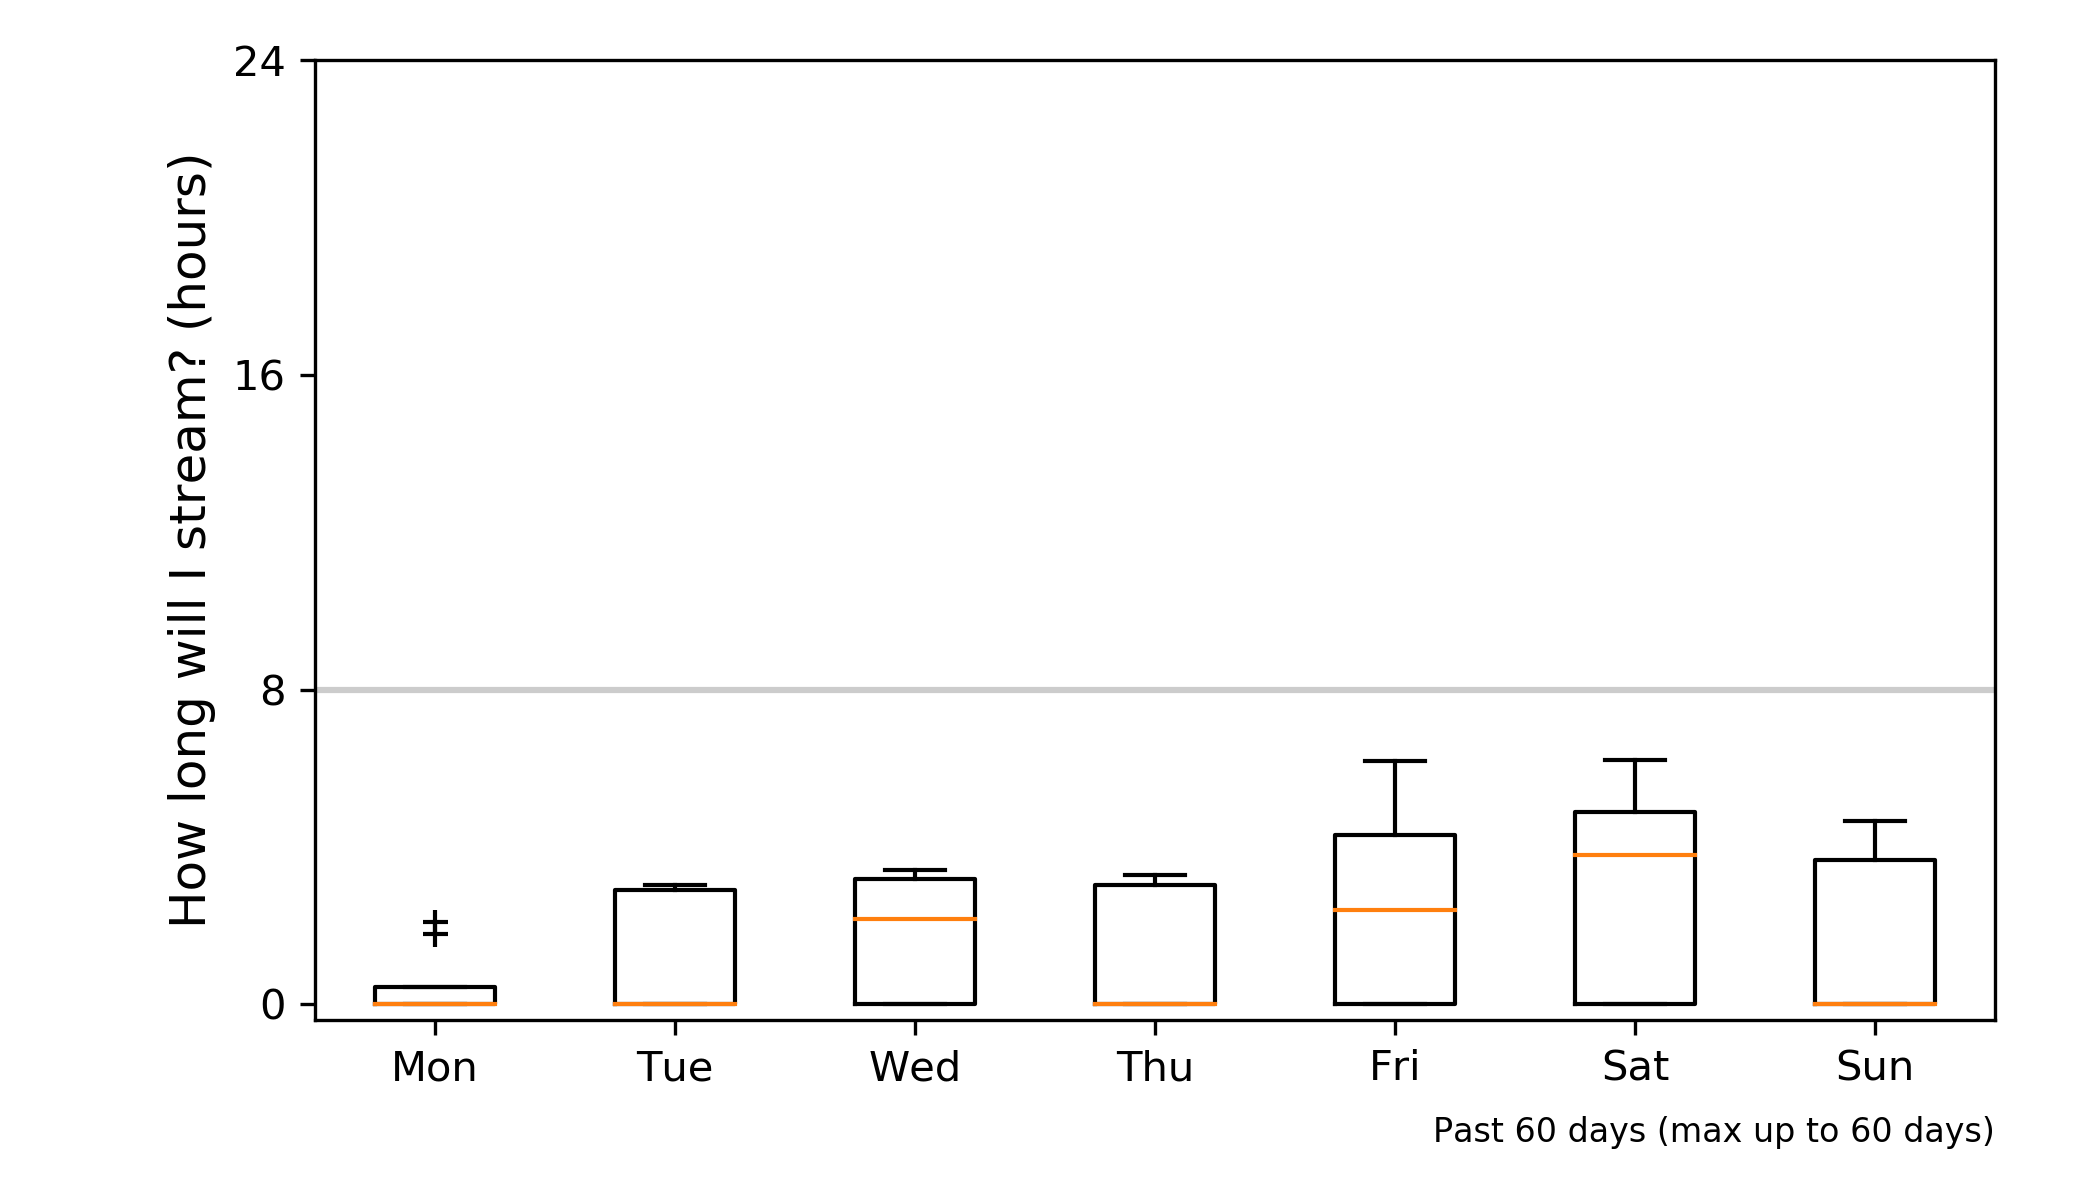 How long will I stream? (hours)
24
16
8
0
Mon Tue Wed Thu Fri Sat Sun
Past 60 days (max up to 60 days)